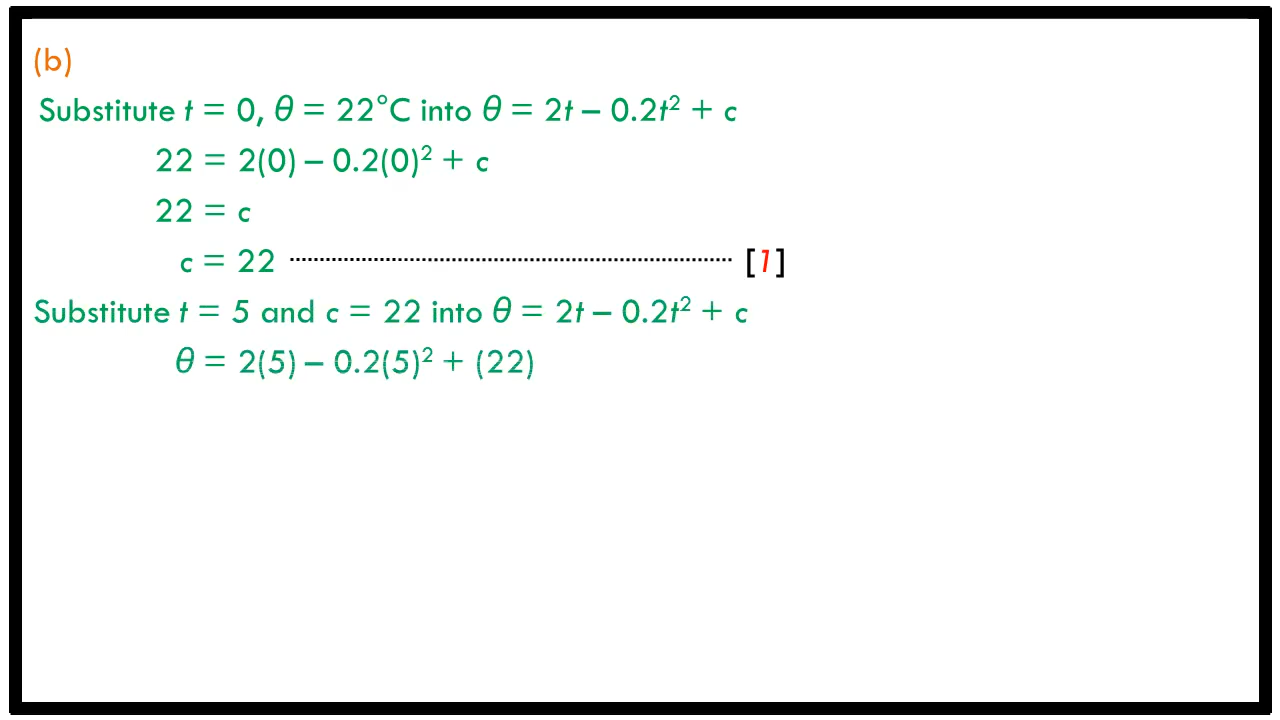 (b)
Substitute t = 0, θ = 22°C into θ = 2t – 0.2t² + c
22 = 2(0) – 0.2(0)² + c
22 = c
c = 22 ........................................................................ [1]
Substitute t = 5 and c = 22 into θ = 2t – 0.2t² + c
θ = 2(5) – 0.2(5)² + (22)